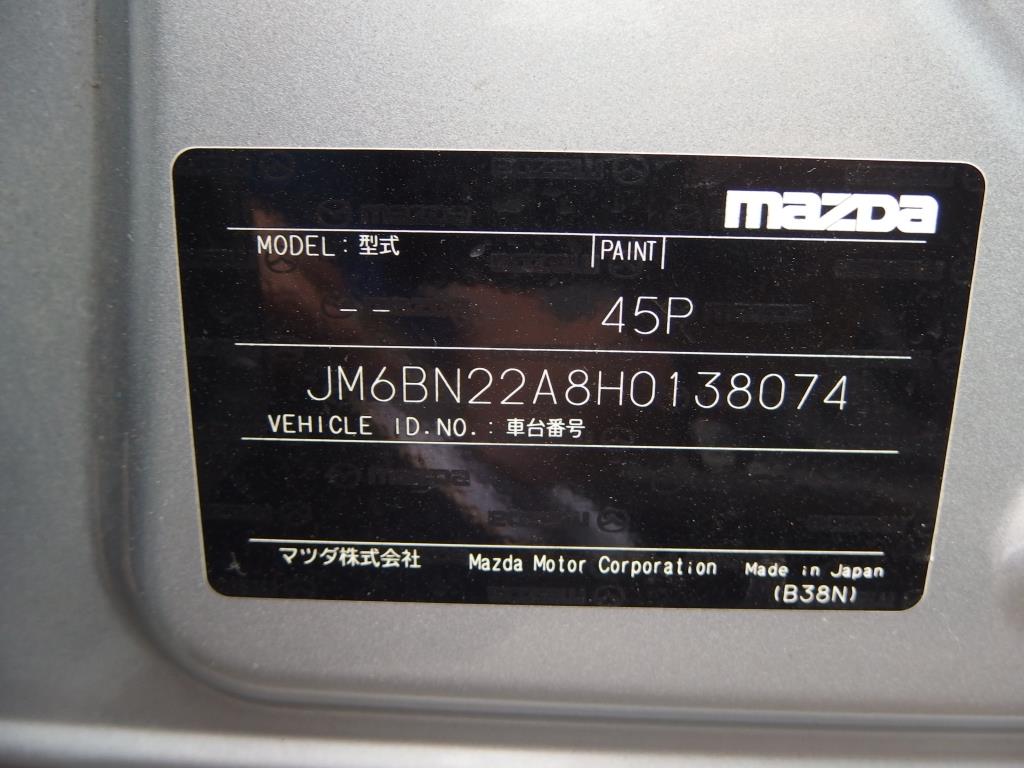 mazda
MODEL: 型式 PAINT
-- 45P
JM6BN22A8H0138074
VEHICLE ID.NO.: 車台番号
マツダ株式会社 Mazda Motor Corporation Made in Japan
(B38N)